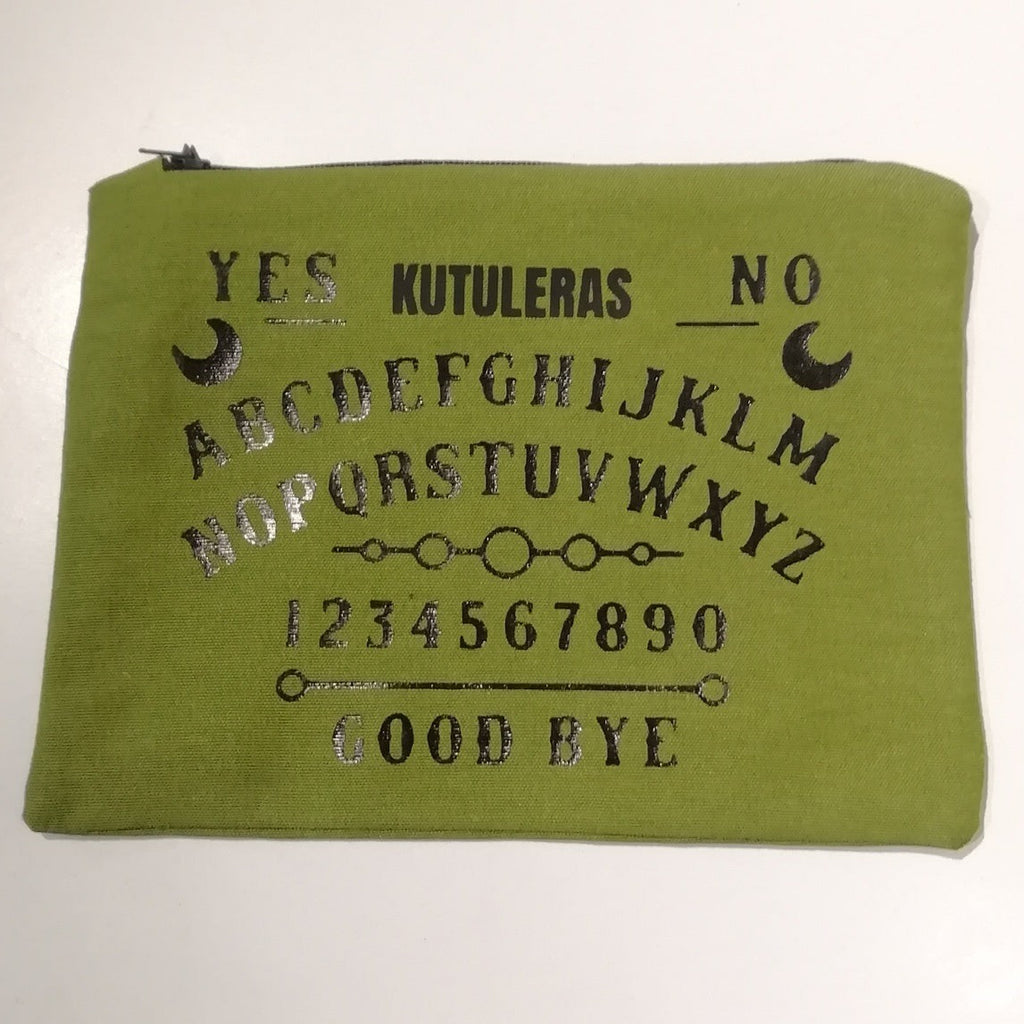 YES KUTULERAS NO
ABCDEFGHIJKLM
NOPQRSTUVWXYZ
1234567890
GOOD BYE